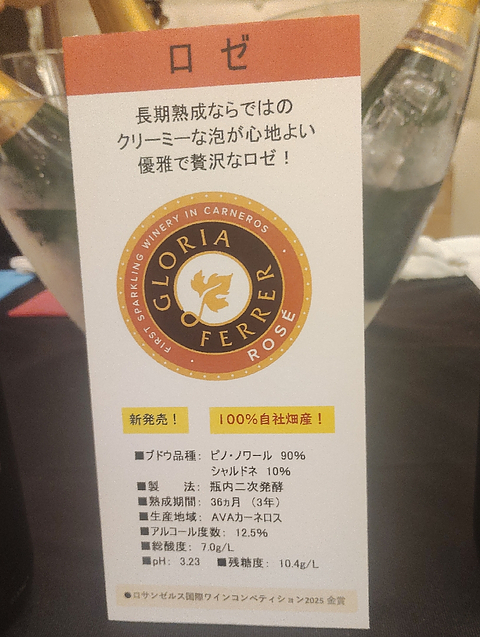 ロゼ
長期熟成ならではの
クリーミーな泡が心地よい
優雅で贅沢なロゼ！
FIRST SPARKLING WINERY IN CARNEROS
GLORIA
FERRER
ROSÉ
新発売！ 100%自社畑産！
■ブドウ品種： ピノ・ノワール 90%
シャルドネ 10%
■製 法： 瓶内二次発酵
■熟成期間： 36ヵ月 （3年）
■生産地域： AVAカーネロス
■アルコール度数： 12.5%
■総酸度： 7.0g/L
■pH： 3.23 ■残糖度： 10.4g/L
●ロサンゼルス国際ワインコンペティション2025 金賞